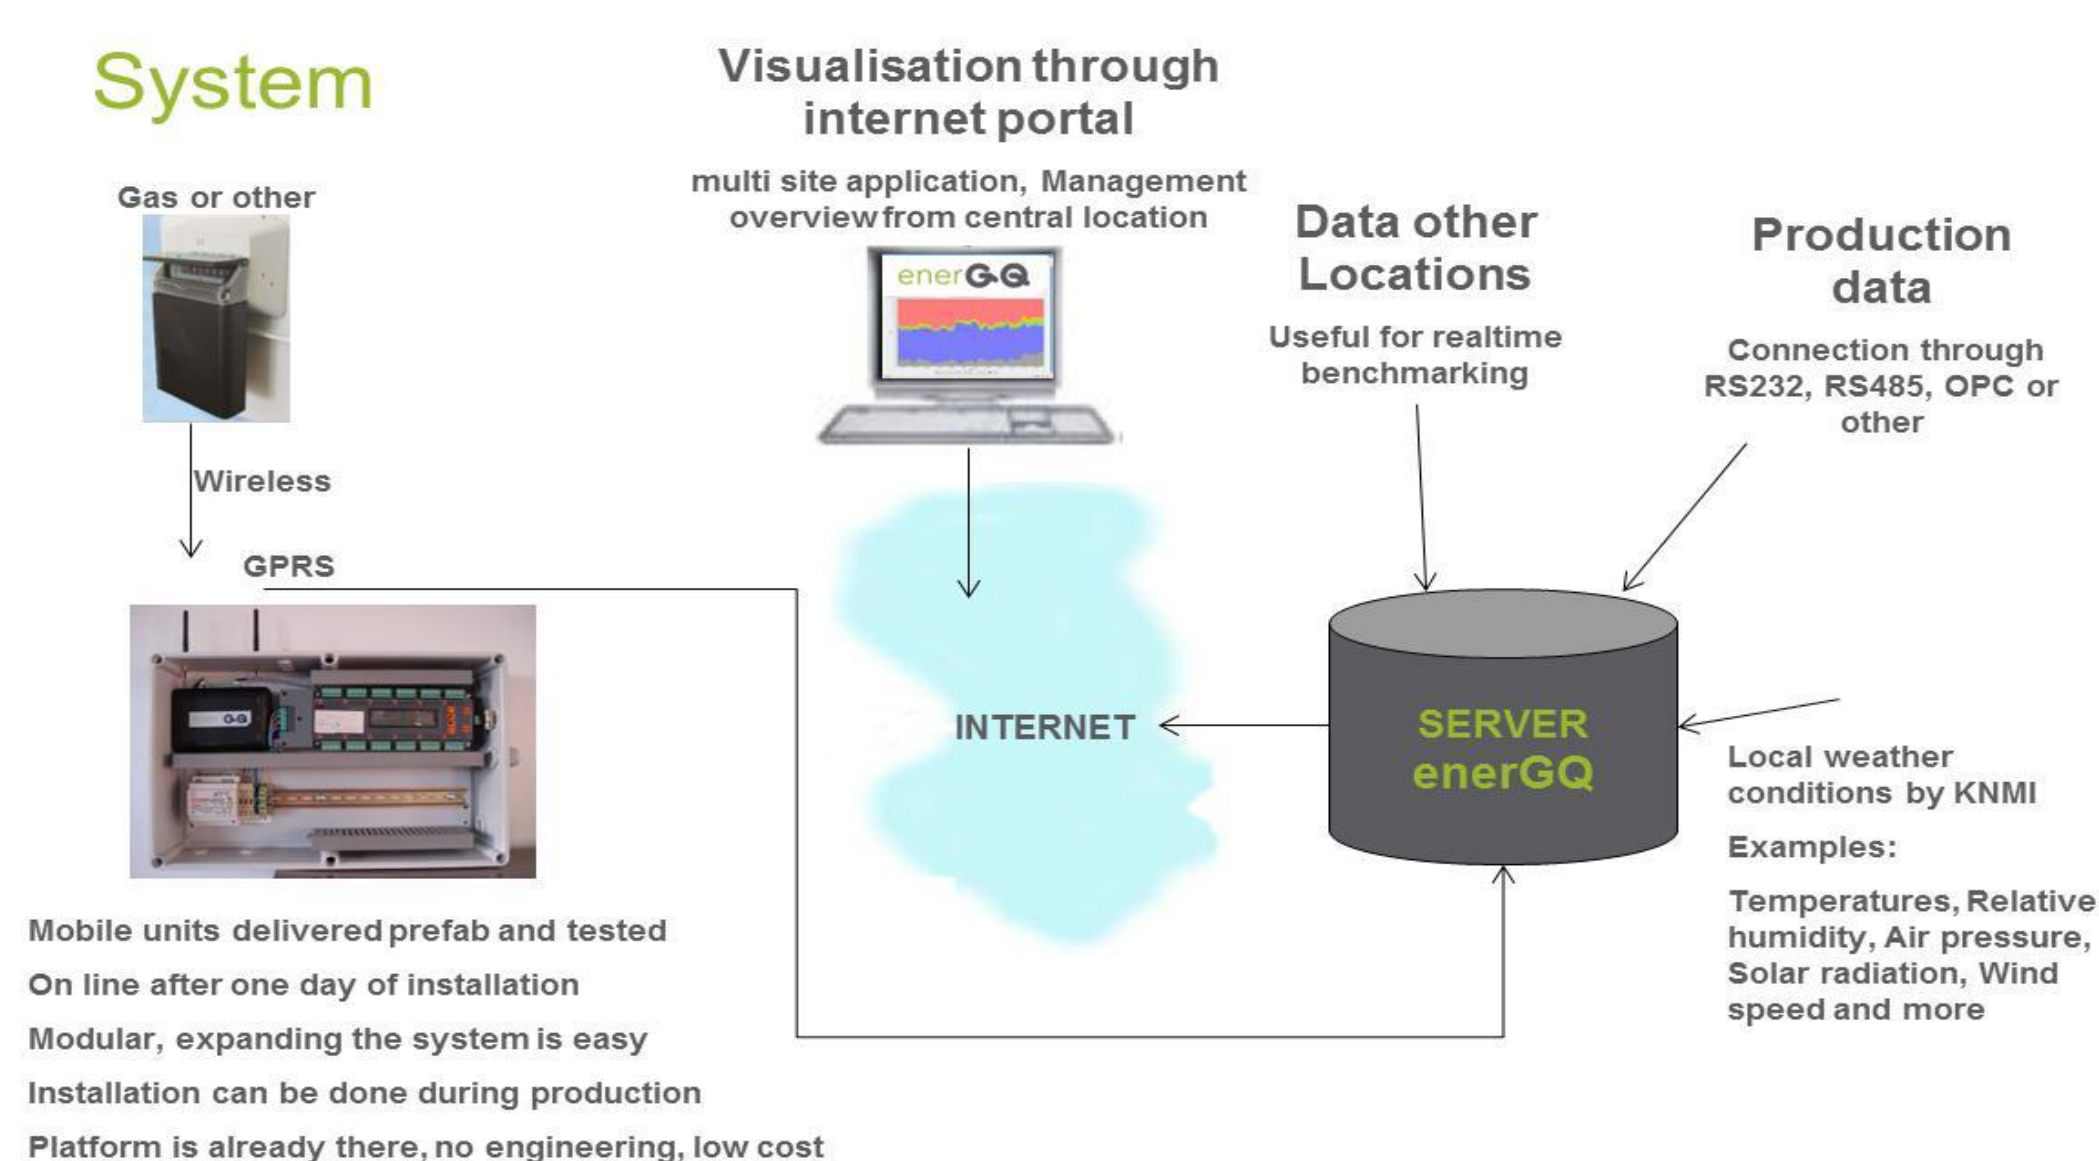 System
Visualisation through
internet portal
multi site application, Management
overview from central location
Gas or other
enerGQ
Data other
Locations
Useful for realtime
benchmarking
Production
data
Connection through
RS232, RS485, OPC or
other
Wireless
GPRS
INTERNET
SERVER
enerGQ
Local weather
conditions by KNMI
Examples:
Temperatures, Relative
humidity, Air pressure,
Solar radiation, Wind
speed and more
Mobile units delivered prefab and tested
On line after one day of installation
Modular, expanding the system is easy
Installation can be done during production
Platform is already there, no engineering, low cost